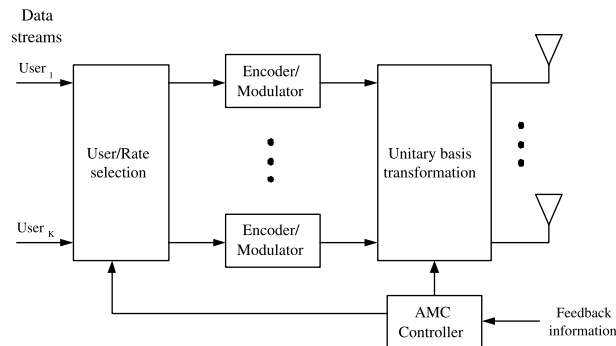 Data
streams
User 1
User K
User/Rate
selection
Encoder/
Modulator
Encoder/
Modulator
Unitary basis
transformation
AMC
Controller
Feedback
information